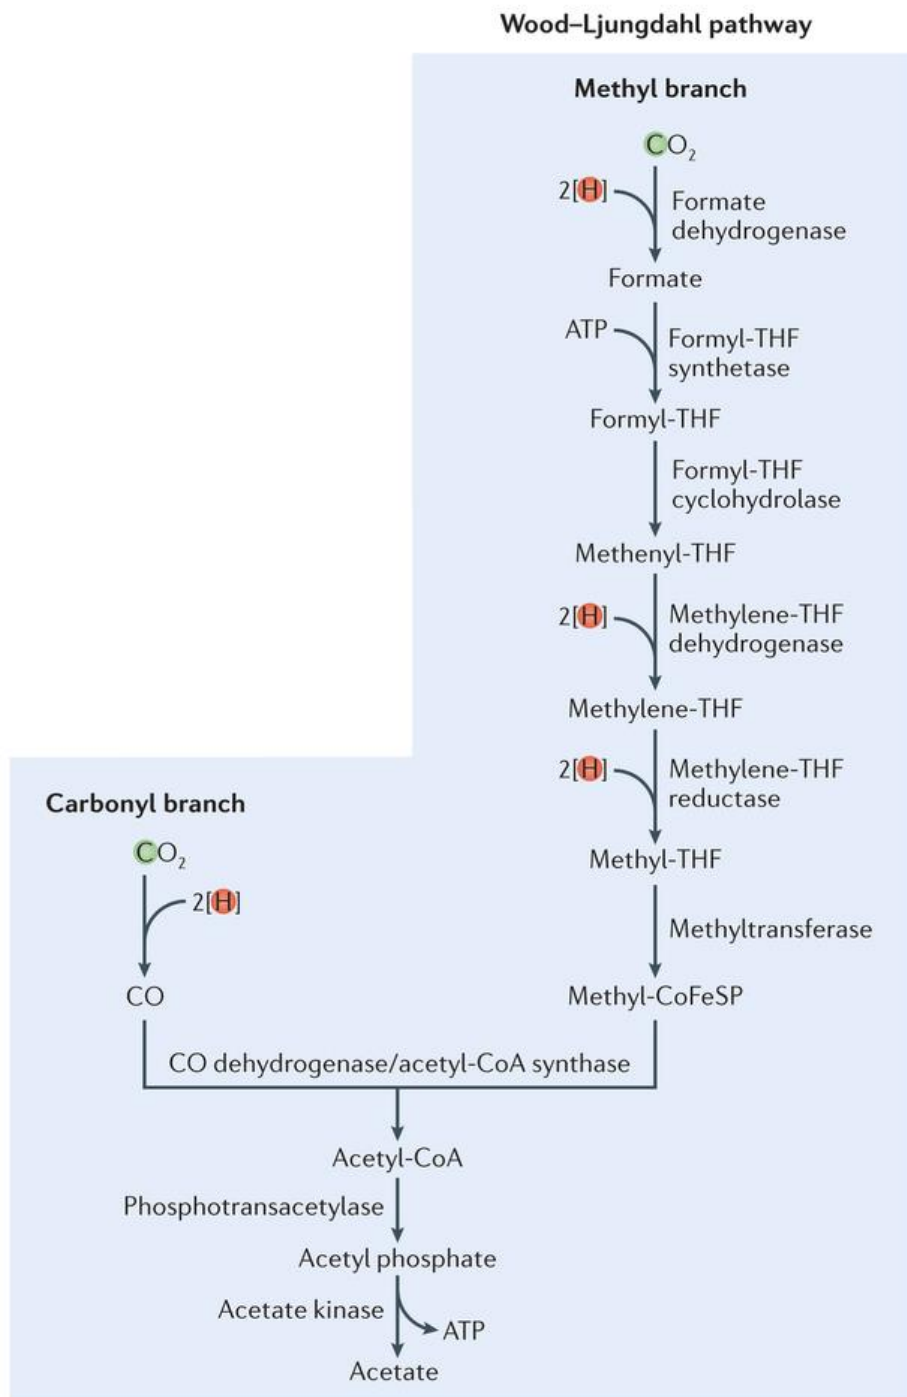 Wood–Ljungdahl pathway
Methyl branch
CO₂
2[H]
Formate
dehydrogenase
Formate
ATP
Formyl-THF
synthetase
Formyl-THF
Formyl-THF
cyclohydrolase
Methenyl-THF
2[H]
Methylene-THF
dehydrogenase
Methylene-THF
2[H]
Methylene-THF
reductase
Methyl-THF
Methyltransferase
Methyl-CoFeSP
Carbonyl branch
CO₂
2[H]
CO
CO dehydrogenase/acetyl-CoA synthase
Acetyl-CoA
Phosphotransacetylase
Acetyl phosphate
Acetate kinase
ATP
Acetate